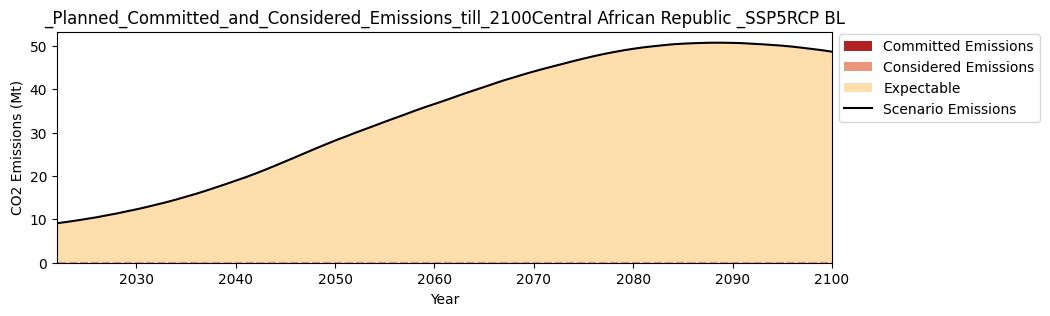 _Planned_Committed_and_Considered_Emissions_till_2100Central African Republic _SSP5RCP BL
CO2 Emissions (Mt)
50
40
30
20
10
0
2030 2040 2050 2060 2070 2080 2090 2100
Year
Committed Emissions
Considered Emissions
Expectable
Scenario Emissions